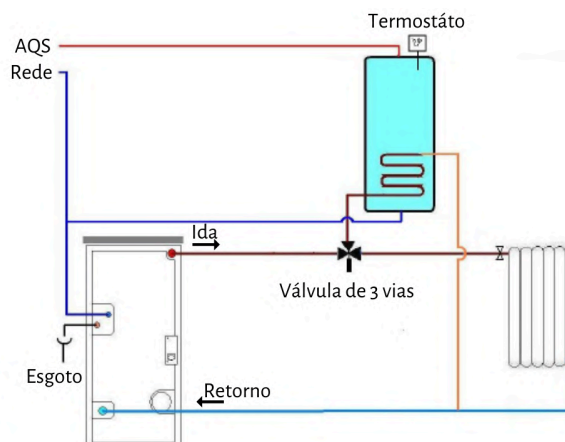 Termostáto
AQS
Rede
Ida
Válvula de 3 vias
Esgoto
Retorno